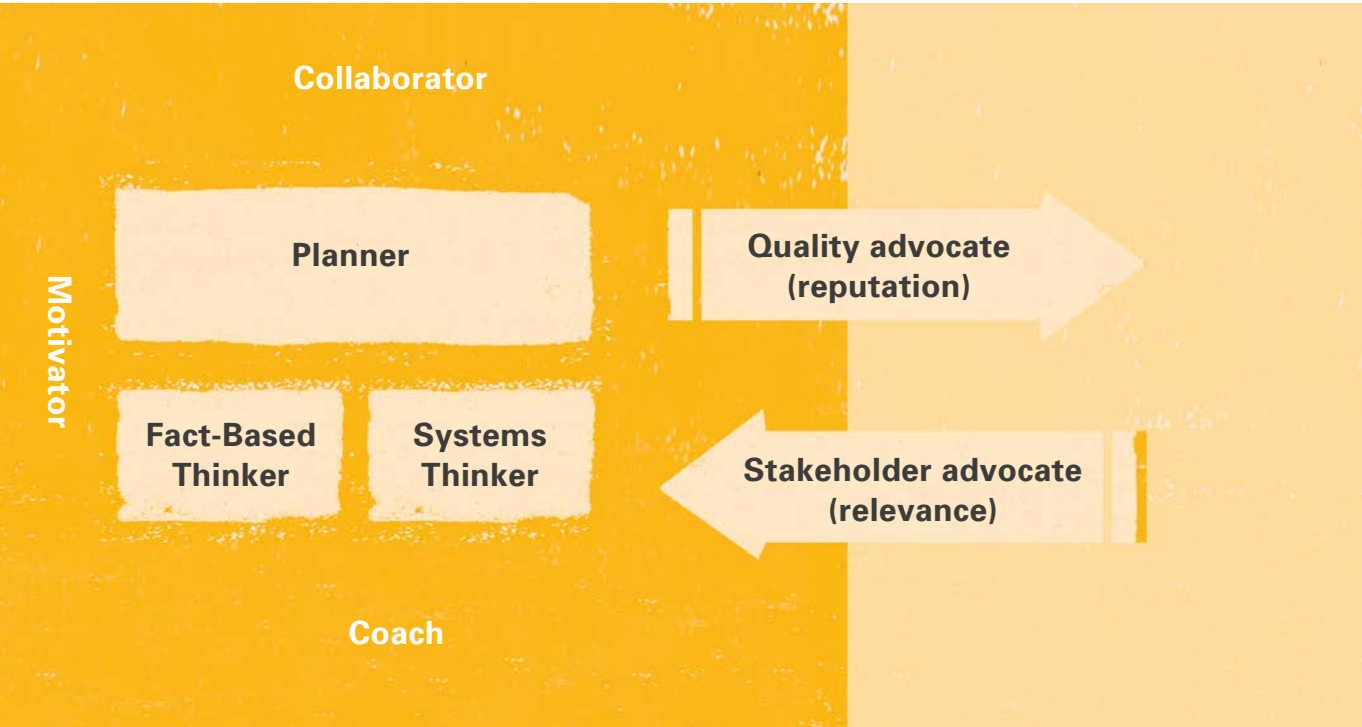 Collaborator
Motivator
Planner
Quality advocate
(reputation)
Fact-Based
Thinker
Systems
Thinker
Stakeholder advocate
(relevance)
Coach